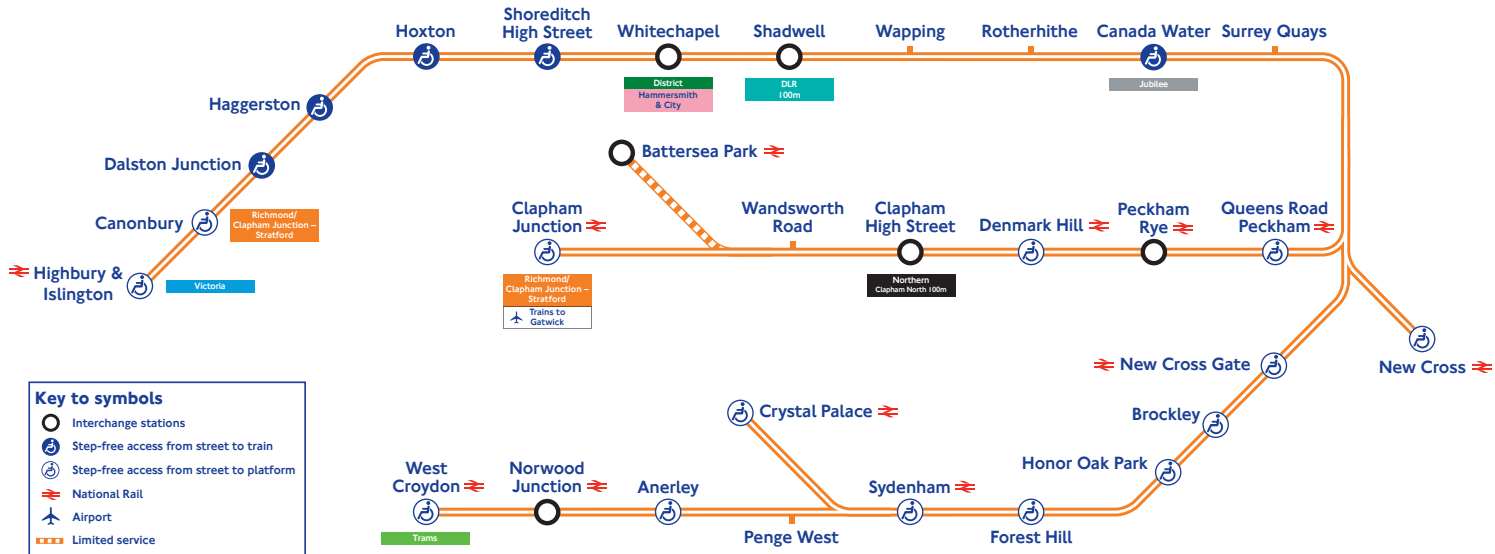 Hoxton
Shoreditch
High Street
Whitechapel
Shadwell
Wapping
Rotherhithe
Canada Water
Surrey Quays
District
Hammersmith
& City
DLR
100m
Jubilee
Haggerston
Dalston Junction
Canonbury
Richmond/
Clapham Junction –
Stratford
Highbury &
Islington
Victoria
Battersea Park
Clapham
Junction
Wandsworth
Road
Clapham
High Street
Denmark Hill
Peckham
Rye
Queens Road
Peckham
Richmond/
Clapham Junction –
Stratford
Trains to
Gatwick
Northern
Clapham North 100m
New Cross Gate
New Cross
Brockley
Honor Oak Park
Crystal Palace
West
Croydon
Norwood
Junction
Anerley
Sydenham
Trams
Penge West
Forest Hill
Key to symbols
Interchange stations
Step-free access from street to train
Step-free access from street to platform
National Rail
Airport
Limited service